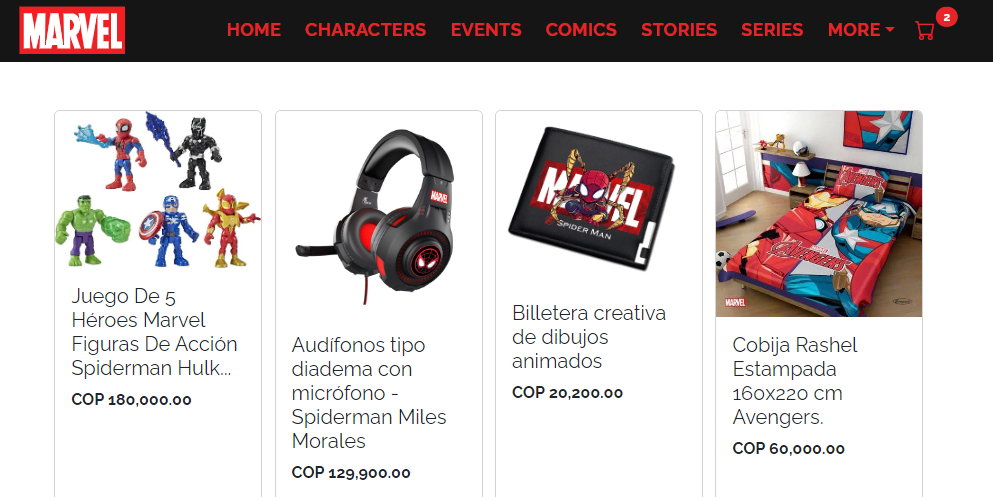 MARVEL
HOME CHARACTERS EVENTS COMICS STORIES SERIES MORE 2
MARVEL
MARVEL
SPIDER MAN
AVENGERS
MARVEL
Juego De 5
Héroes Marvel
Figuras De Acción
Spiderman Hulk...
COP 180,000.00
Audífonos tipo
diadema con
micrófono -
Spiderman Miles
Morales
COP 129,900.00
Billetera creativa
de dibujos
animados
COP 20,200.00
Cobija Rashel
Estampada
160x220 cm
Avengers.
COP 60,000.00